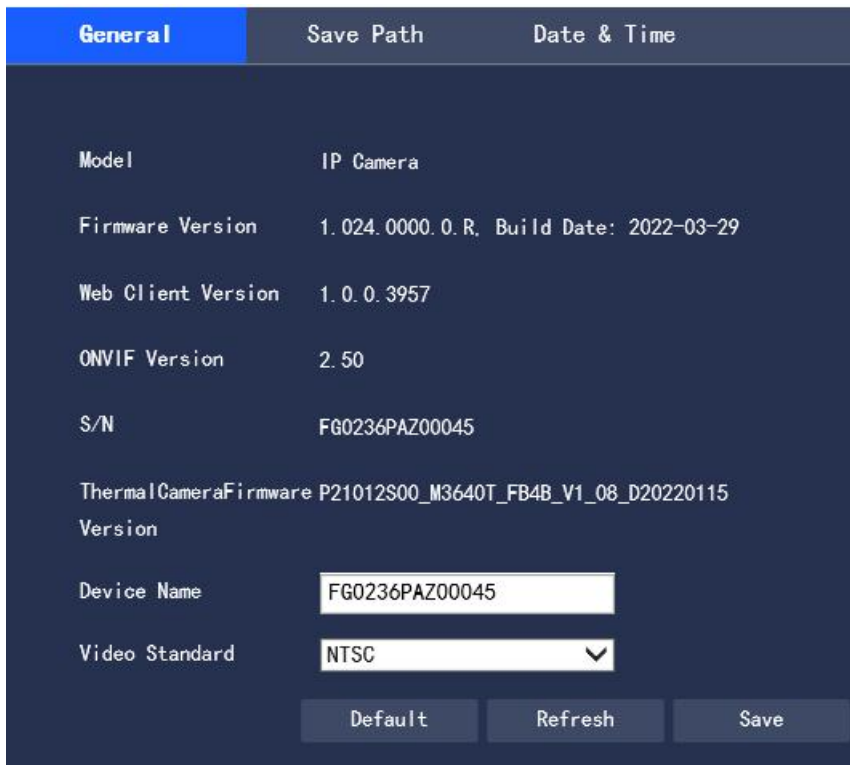 General Save Path Date & Time
Model IP Camera
Firmware Version 1.024.0000.0.R, Build Date: 2022-03-29
Web Client Version 1.0.0.3957
ONVIF Version 2.50
S/N FG0236PAZ00045
ThermalCameraFirmware P21012S00_M3640T_FB4B_V1_08_D20220115
Version
Device Name FG0236PAZ00045
Video Standard NTSC
Default Refresh Save